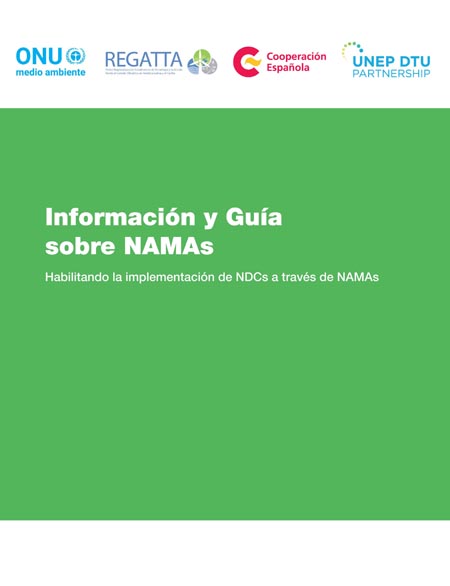 ONU
medio ambiente
REGATTA
Cooperación
Española
UNEP DTU
PARTNERSHIP
Información y Guía
sobre NAMAs
Habilitando la implementación de NDCs a través de NAMAs